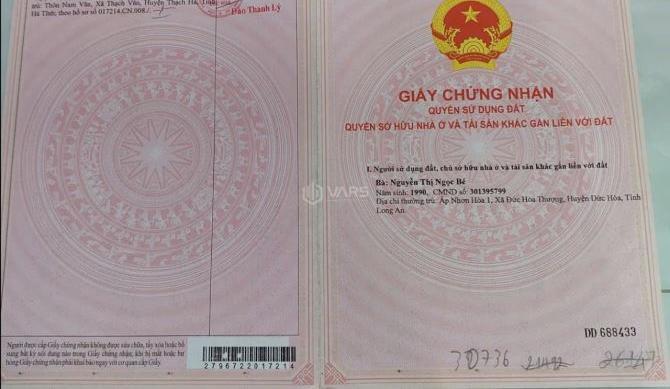 trú: Thôn Nam Văn, Xã Thạch Văn, Huyện Thạch Hà, Tỉnh
Hà Tĩnh; theo hồ sơ số 017214.CN.008./.
Đào Thanh Lý
Người được cấp Giấy chứng nhận không được sửa chữa, tẩy xóa hoặc bổ
sung bất kỳ nội dung nào trong Giấy chứng nhận; khi bị mất hoặc hư
hỏng Giấy chứng nhận phải khai báo ngay với cơ quan cấp Giấy.
2796722017214
GIẤY CHỨNG NHẬN
QUYỀN SỬ DỤNG ĐẤT
QUYỀN SỞ HỮU NHÀ Ở VÀ TÀI SẢN KHÁC GẮN LIỀN VỚI ĐẤT
I. Người sử dụng đất, chủ sở hữu nhà ở và tài sản khác gắn liền với đất
Bà: Nguyễn Thị Ngọc Bé
Năm sinh: 1990, CMND số: 301395799
Địa chỉ thường trú: Ấp Nhơn Hòa 1, Xã Đức Hòa Thượng, Huyện Đức Hòa, Tỉnh
Long An.
VARS
DD 688433
30736